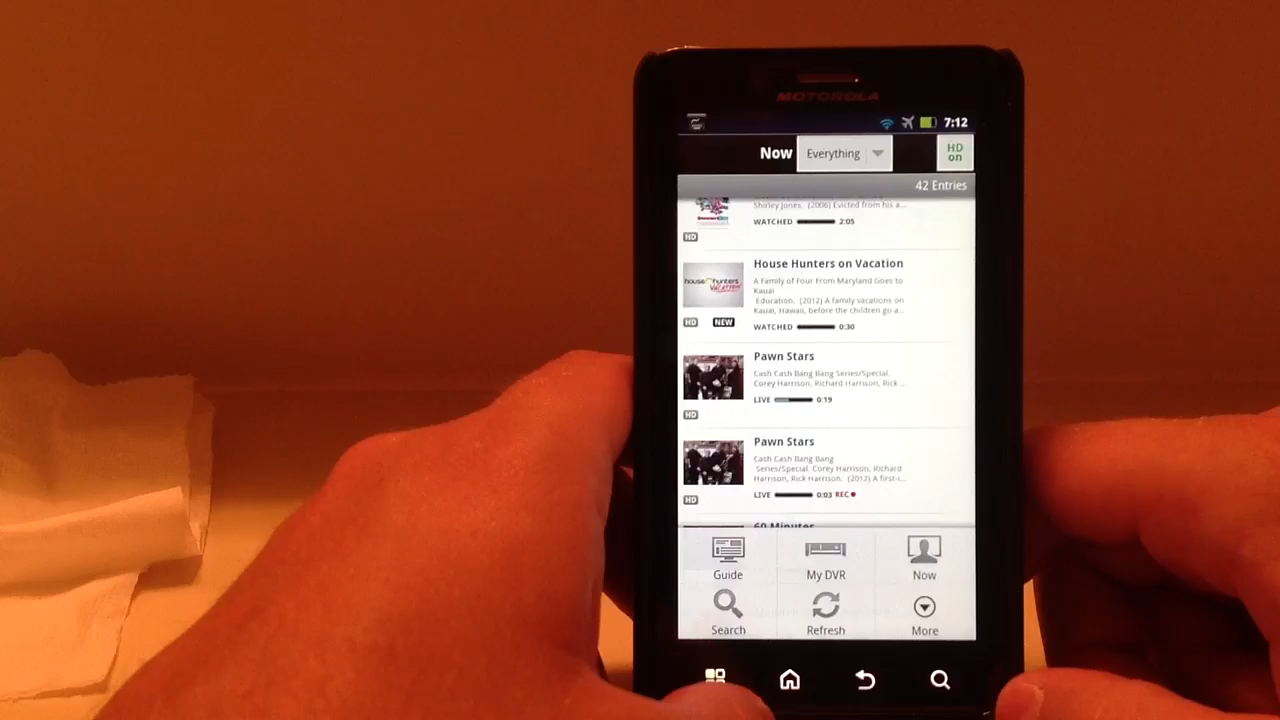 MOTOROLA
7:12
Now
Everything
HD
on
42 Entries
Shirley Jones. (2006) Evicted from his a...
WATCHED 2:05
HD
House Hunters on Vacation
A Family of Four From Maryland Goes to
Kauai
Education. (2012) A family vacations on
Kauai, Hawaii, before the children go a...
house hunters
Vacation
HD NEW
WATCHED 0:30
Pawn Stars
Cash Cash Bang Bang Series/Special.
Corey Harrison, Richard Harrison, Rick ...
LIVE 0:19
HD
Pawn Stars
Cash Cash Bang Bang
Series/Special. Corey Harrison, Richard
Harrison, Rick Harrison. (2012) A first-i...
LIVE 0:03 REC
HD
60 Minutes
Guide
My DVR
Now
Search
Refresh
More